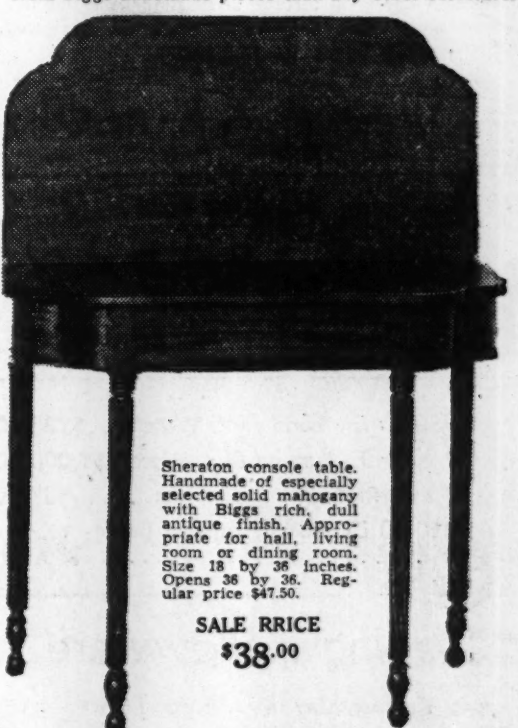 Sheraton console table.
Handmade of especially
selected solid mahogany
with Biggs rich, dull
antique finish. Appro-
priate for hall, living
room or dining room.
Size 18 by 36 inches.
Opens 36 by 36. Reg-
ular price $47.50.
SALE RRICE
$38.00